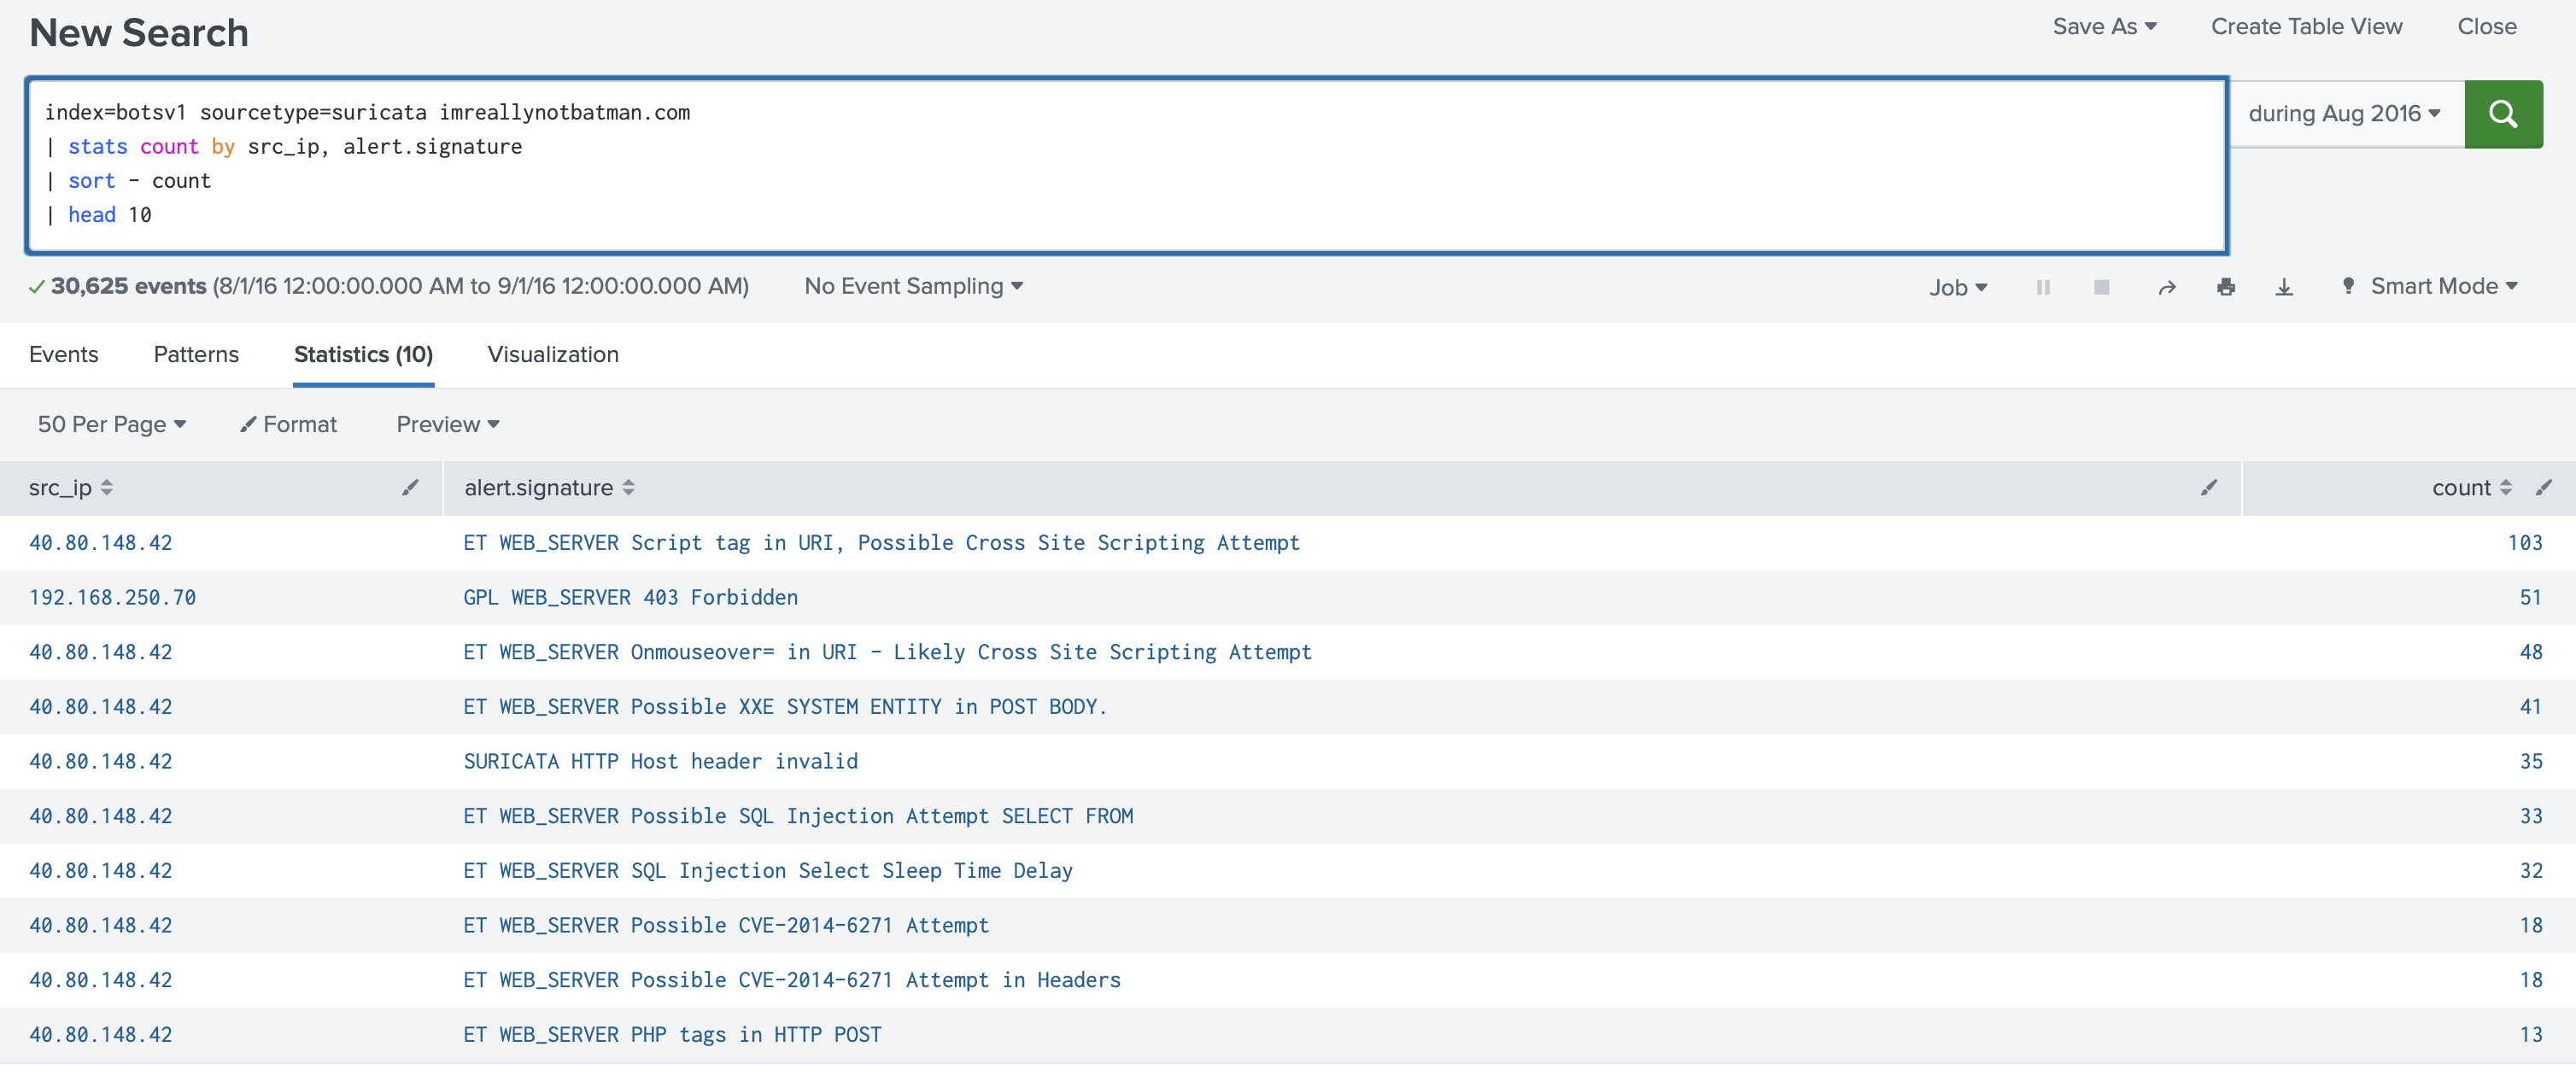 New Search
Save As Create Table View Close
index=botsv1 sourcetype=suricata imreallynotbatman.com
| stats count by src_ip, alert.signature
| sort - count
| head 10
during Aug 2016
30,625 events (8/1/16 12:00:00.000 AM to 9/1/16 12:00:00.000 AM) No Event Sampling Job Smart Mode
Events Patterns Statistics (10) Visualization
50 Per Page Format Preview
src_ip alert.signature count
40.80.148.42 ET WEB_SERVER Script tag in URI, Possible Cross Site Scripting Attempt 103
192.168.250.70 GPL WEB_SERVER 403 Forbidden 51
40.80.148.42 ET WEB_SERVER Onmouseover= in URI - Likely Cross Site Scripting Attempt 48
40.80.148.42 ET WEB_SERVER Possible XXE SYSTEM ENTITY in POST BODY. 41
40.80.148.42 SURICATA HTTP Host header invalid 35
40.80.148.42 ET WEB_SERVER Possible SQL Injection Attempt SELECT FROM 33
40.80.148.42 ET WEB_SERVER SQL Injection Select Sleep Time Delay 32
40.80.148.42 ET WEB_SERVER Possible CVE-2014-6271 Attempt 18
40.80.148.42 ET WEB_SERVER Possible CVE-2014-6271 Attempt in Headers 18
40.80.148.42 ET WEB_SERVER PHP tags in HTTP POST 13